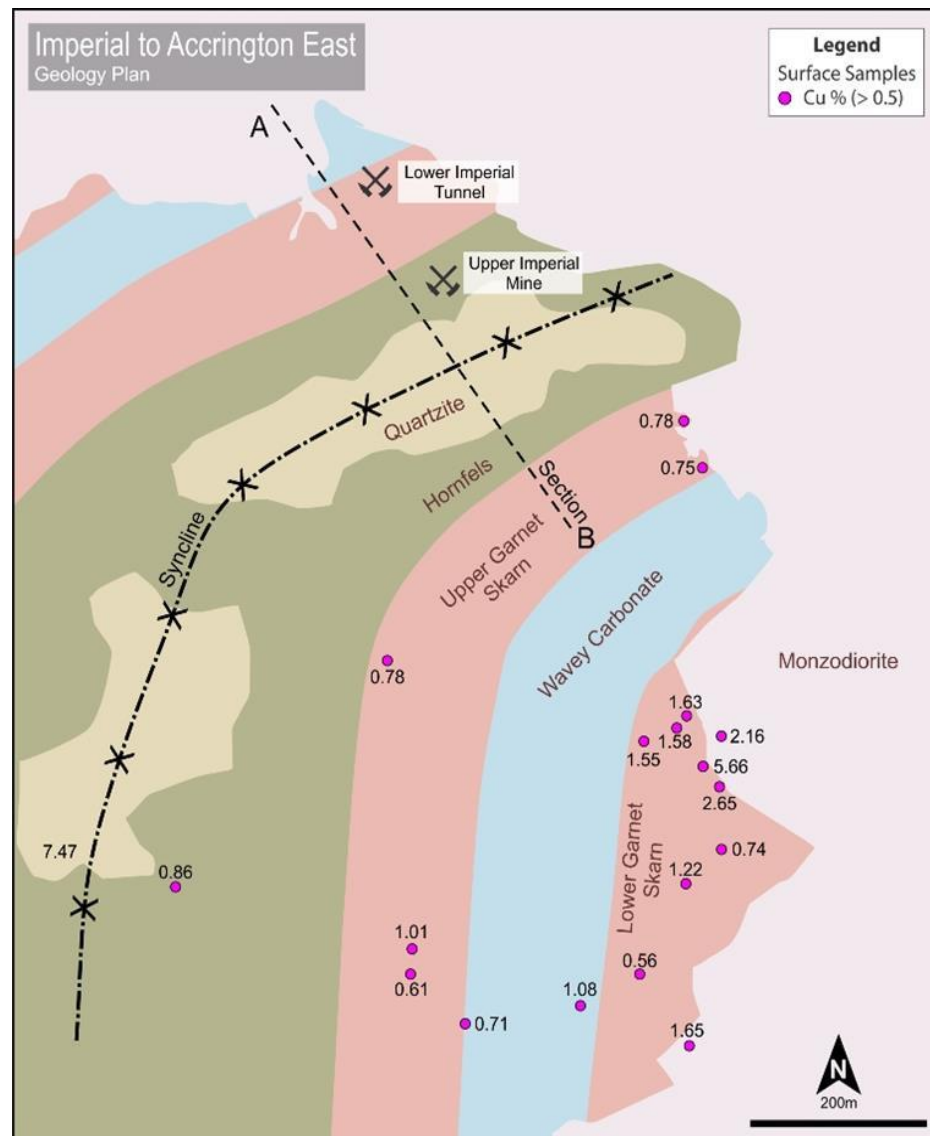 Imperial to Accrington East
Geology Plan
Legend
Surface Samples
Cu % (> 0.5)
A
Lower Imperial
Tunnel
Upper Imperial
Mine
Quartzite
Hornfels
Section
B
Syncline
Upper Garnet
Skarn
Wavey Carbonate
Monzodiorite
Lower Garnet
Skarn
0.78
0.75
0.78
1.63
1.58
1.55
2.16
5.66
2.65
0.74
7.47
0.86
1.22
1.01
0.61
0.56
1.08
0.71
1.65
N
200m